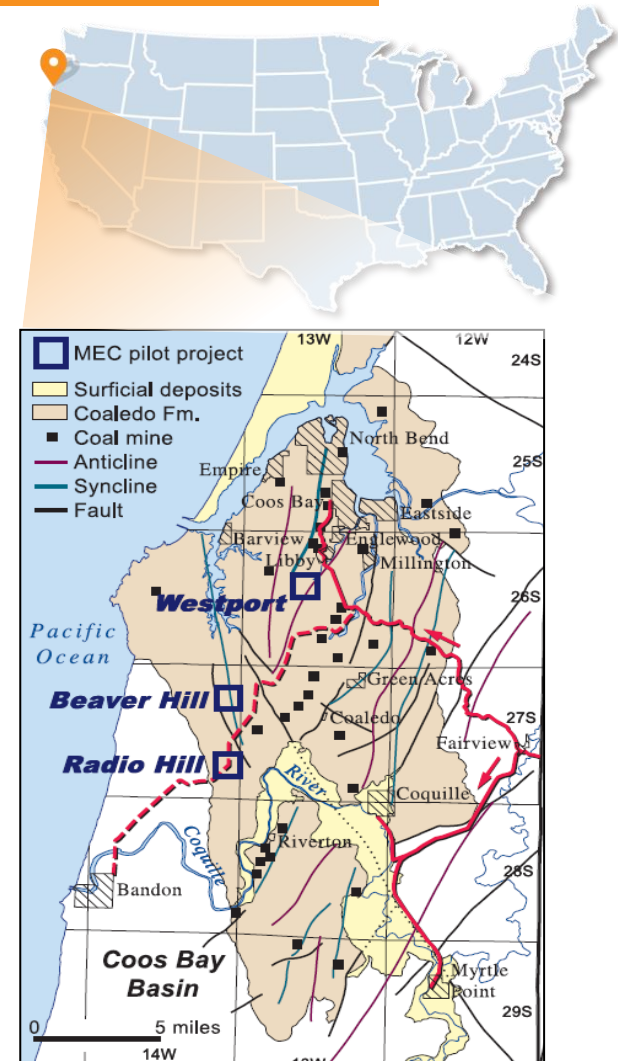 13W
12W
MEC pilot project
24S
Surficial deposits
Coaledo Fm.
Coal mine
North Bend
Anticline
25S
Empire
Syncline
Coos Bay
Fault
Eastside
Barview
Englewood
Libby
Millington
Westport
26S
Pacific
Ocean
Green Acres
Beaver Hill
Coaledo
27S
Fairview
Radio Hill
River
Coquille
Coquille
Riverton
28S
Bandon
Coos Bay
Basin
Myrtle
Point
29S
0
5 miles
14W